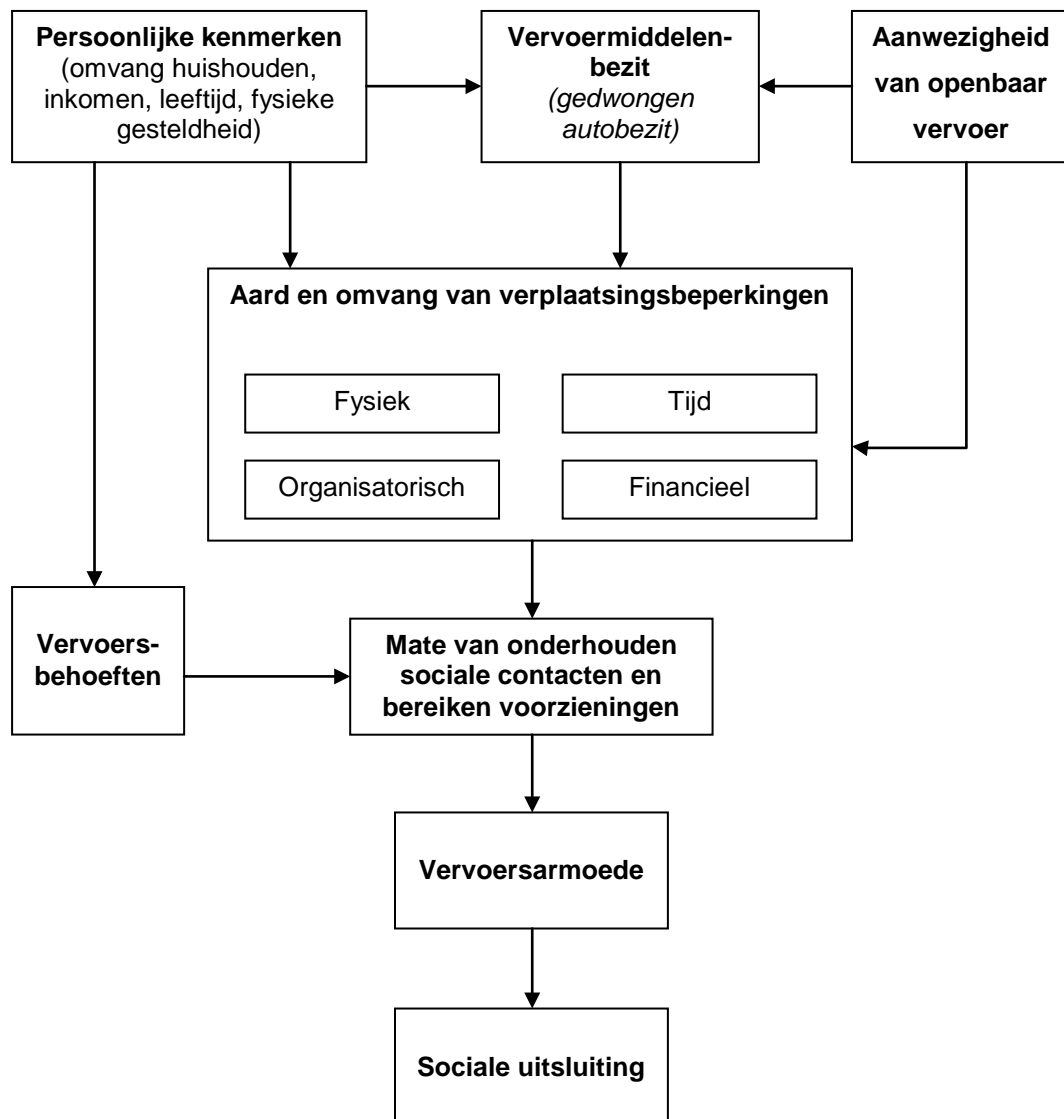 Persoonlijke kenmerken
(omvang huishouden,
inkomen, leeftijd, fysieke
gesteldheid)
Vervoermiddelen-
bezit
(gedwongen
autobezit)
Aanwezigheid
van openbaar
vervoer
Aard en omvang van verplaatsingsbeperkingen
Fysiek
Tijd
Organisatorisch
Financieel
Vervoers-
behoeften
Mate van onderhouden
sociale contacten en
bereiken voorzieningen
Vervoersarmoede
Sociale uitsluiting